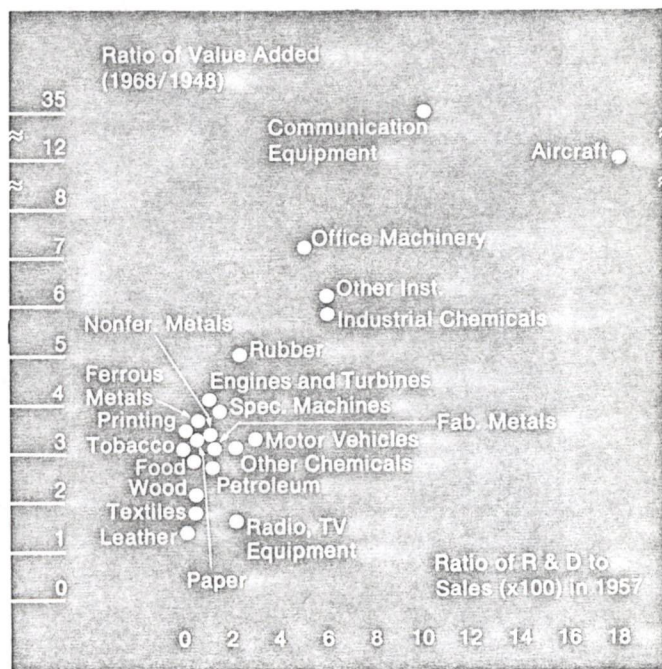 Ratio of Value Added
(1968/1948)
35
Communication
Equipment
12
Aircraft
8
Office Machinery
7
Other Inst.
6
Industrial Chemicals
Nonfer. Metals
Rubber
5
Ferrous
Metals
Engines and Turbines
4
Spec. Machines
Printing
Fab. Metals
Tobacco
Motor Vehicles
3
Food
Other Chemicals
Wood
Petroleum
2
Textiles
Radio, TV
Equipment
Leather
1
Paper
Ratio of R & D to
Sales (x100) in 1957
0
0 2 4 6 8 10 12 14 16 18